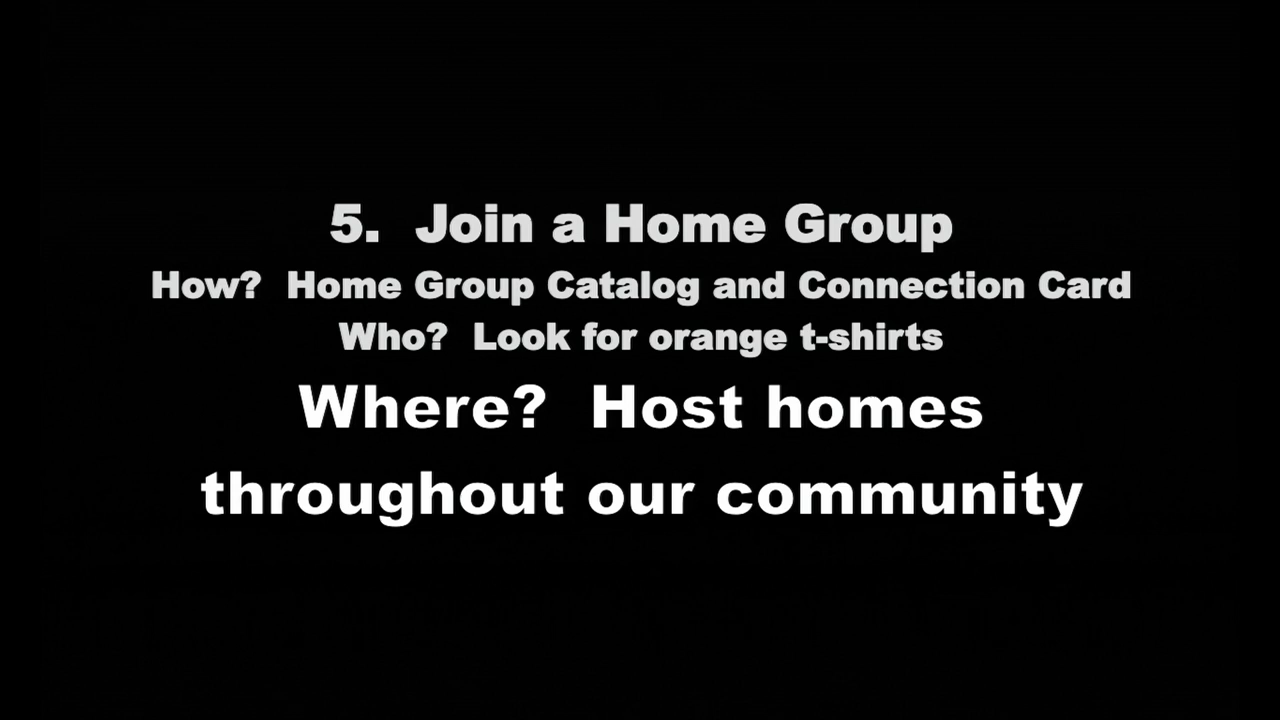 5. Join a Home Group
How? Home Group Catalog and Connection Card
Who? Look for orange t-shirts
Where? Host homes
throughout our community